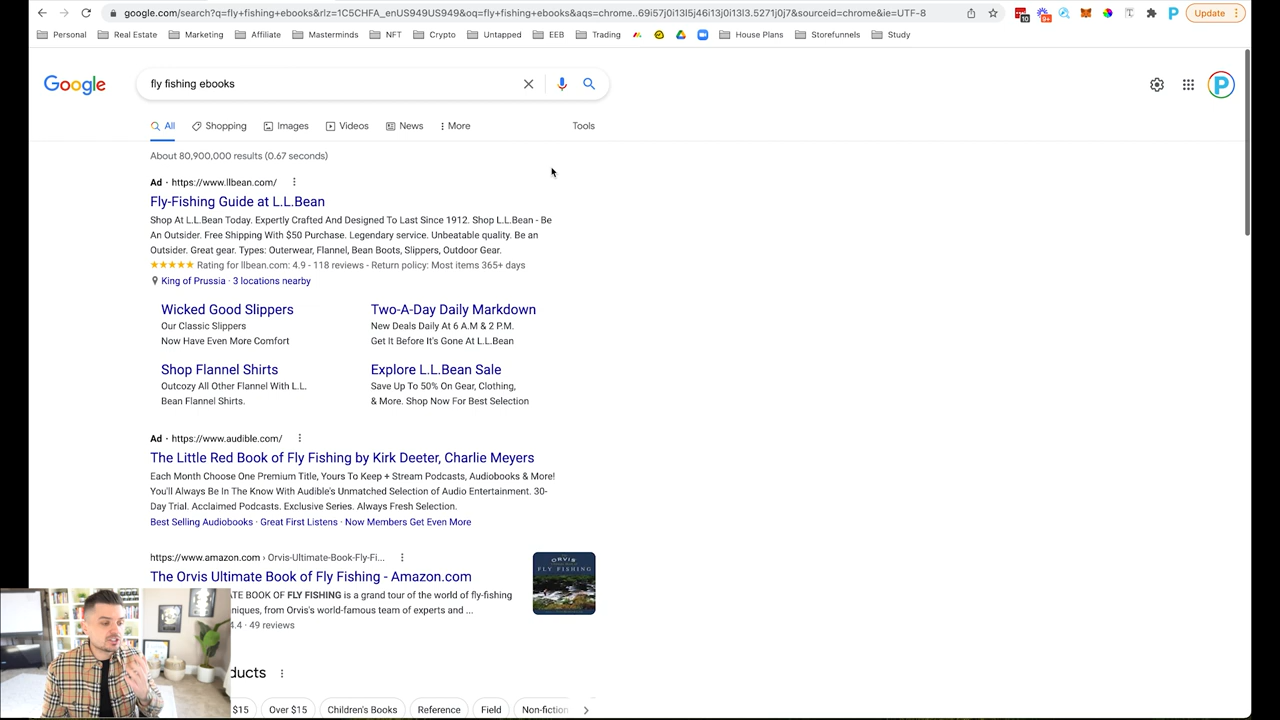 google.com/search?q=fly+fishing+ebooks&rlz=1C5CHFA_enUS949US949&oq=fly+fishing+ebooks&aqs=chrome..69i57j0i13l5j46i13j0i13l3.5271j0j7&sourceid=chrome&ie=UTF-8
10
9+
Update
Personal
Real Estate
Marketing
Affiliate
Masterminds
NFT
Crypto
Untapped
EEB
Trading
House Plans
Storefunnels
Study
Google
fly fishing ebooks
P
All
Shopping
Images
Videos
News
More
Tools
About 80,900,000 results (0.67 seconds)
Ad · https://www.llbean.com/
Fly-Fishing Guide at L.L.Bean
Shop At L.L.Bean Today. Expertly Crafted And Designed To Last Since 1912. Shop L.L.Bean - Be
An Outsider. Free Shipping With $50 Purchase. Legendary service. Unbeatable quality. Be an
Outsider. Great gear. Types: Outerwear, Flannel, Bean Boots, Slippers, Outdoor Gear.
Rating for llbean.com: 4.9 - 118 reviews - Return policy: Most items 365+ days
King of Prussia · 3 locations nearby
Wicked Good Slippers
Our Classic Slippers
Now Have Even More Comfort
Two-A-Day Daily Markdown
New Deals Daily At 6 A.M & 2 P.M.
Get It Before It's Gone At L.L.Bean
Shop Flannel Shirts
Outcozy All Other Flannel With L.L.
Bean Flannel Shirts.
Explore L.L.Bean Sale
Save Up To 50% On Gear, Clothing,
& More. Shop Now For Best Selection
Ad · https://www.audible.com/
The Little Red Book of Fly Fishing by Kirk Deeter, Charlie Meyers
Each Month Choose One Premium Title, Yours To Keep + Stream Podcasts, Audiobooks & More!
You'll Always Be In The Know With Audible's Unmatched Selection of Audio Entertainment. 30-
Day Trial. Acclaimed Podcasts. Exclusive Series. Always Fresh Selection.
Best Selling Audiobooks · Great First Listens · Now Members Get Even More
https://www.amazon.com › Orvis-Ultimate-Book-Fly-Fi...
The Orvis Ultimate Book of Fly Fishing - Amazon.com
ATE BOOK OF FLY FISHING is a grand tour of the world of fly-fishing
niques, from Orvis's world-famous team of experts and ...
4.4 · 49 reviews
ORVIS
FLY FISHING
ducts
$15
Over $15
Children's Books
Reference
Field
Non-fiction